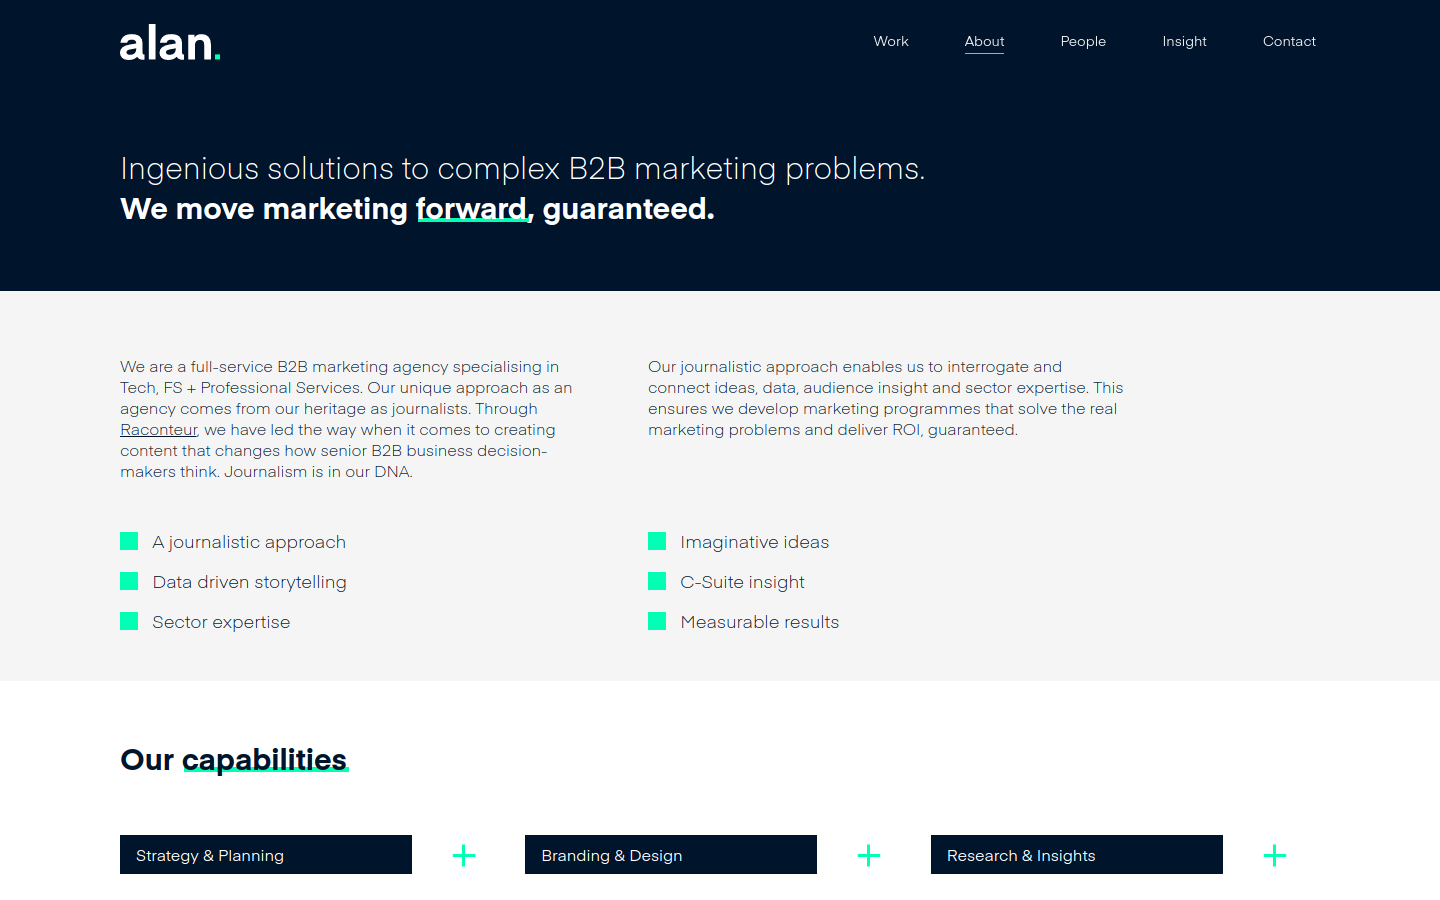 alan.
Work
About
People
Insight
Contact
Ingenious solutions to complex B2B marketing problems.
We move marketing forward, guaranteed.
We are a full-service B2B marketing agency specialising in
Tech, FS + Professional Services. Our unique approach as an
agency comes from our heritage as journalists. Through
Raconteur, we have led the way when it comes to creating
content that changes how senior B2B business decision-
makers think. Journalism is in our DNA.
Our journalistic approach enables us to interrogate and
connect ideas, data, audience insight and sector expertise. This
ensures we develop marketing programmes that solve the real
marketing problems and deliver ROI, guaranteed.
A journalistic approach
Data driven storytelling
Sector expertise
Imaginative ideas
C-Suite insight
Measurable results
Our capabilities
Strategy & Planning
Branding & Design
Research & Insights